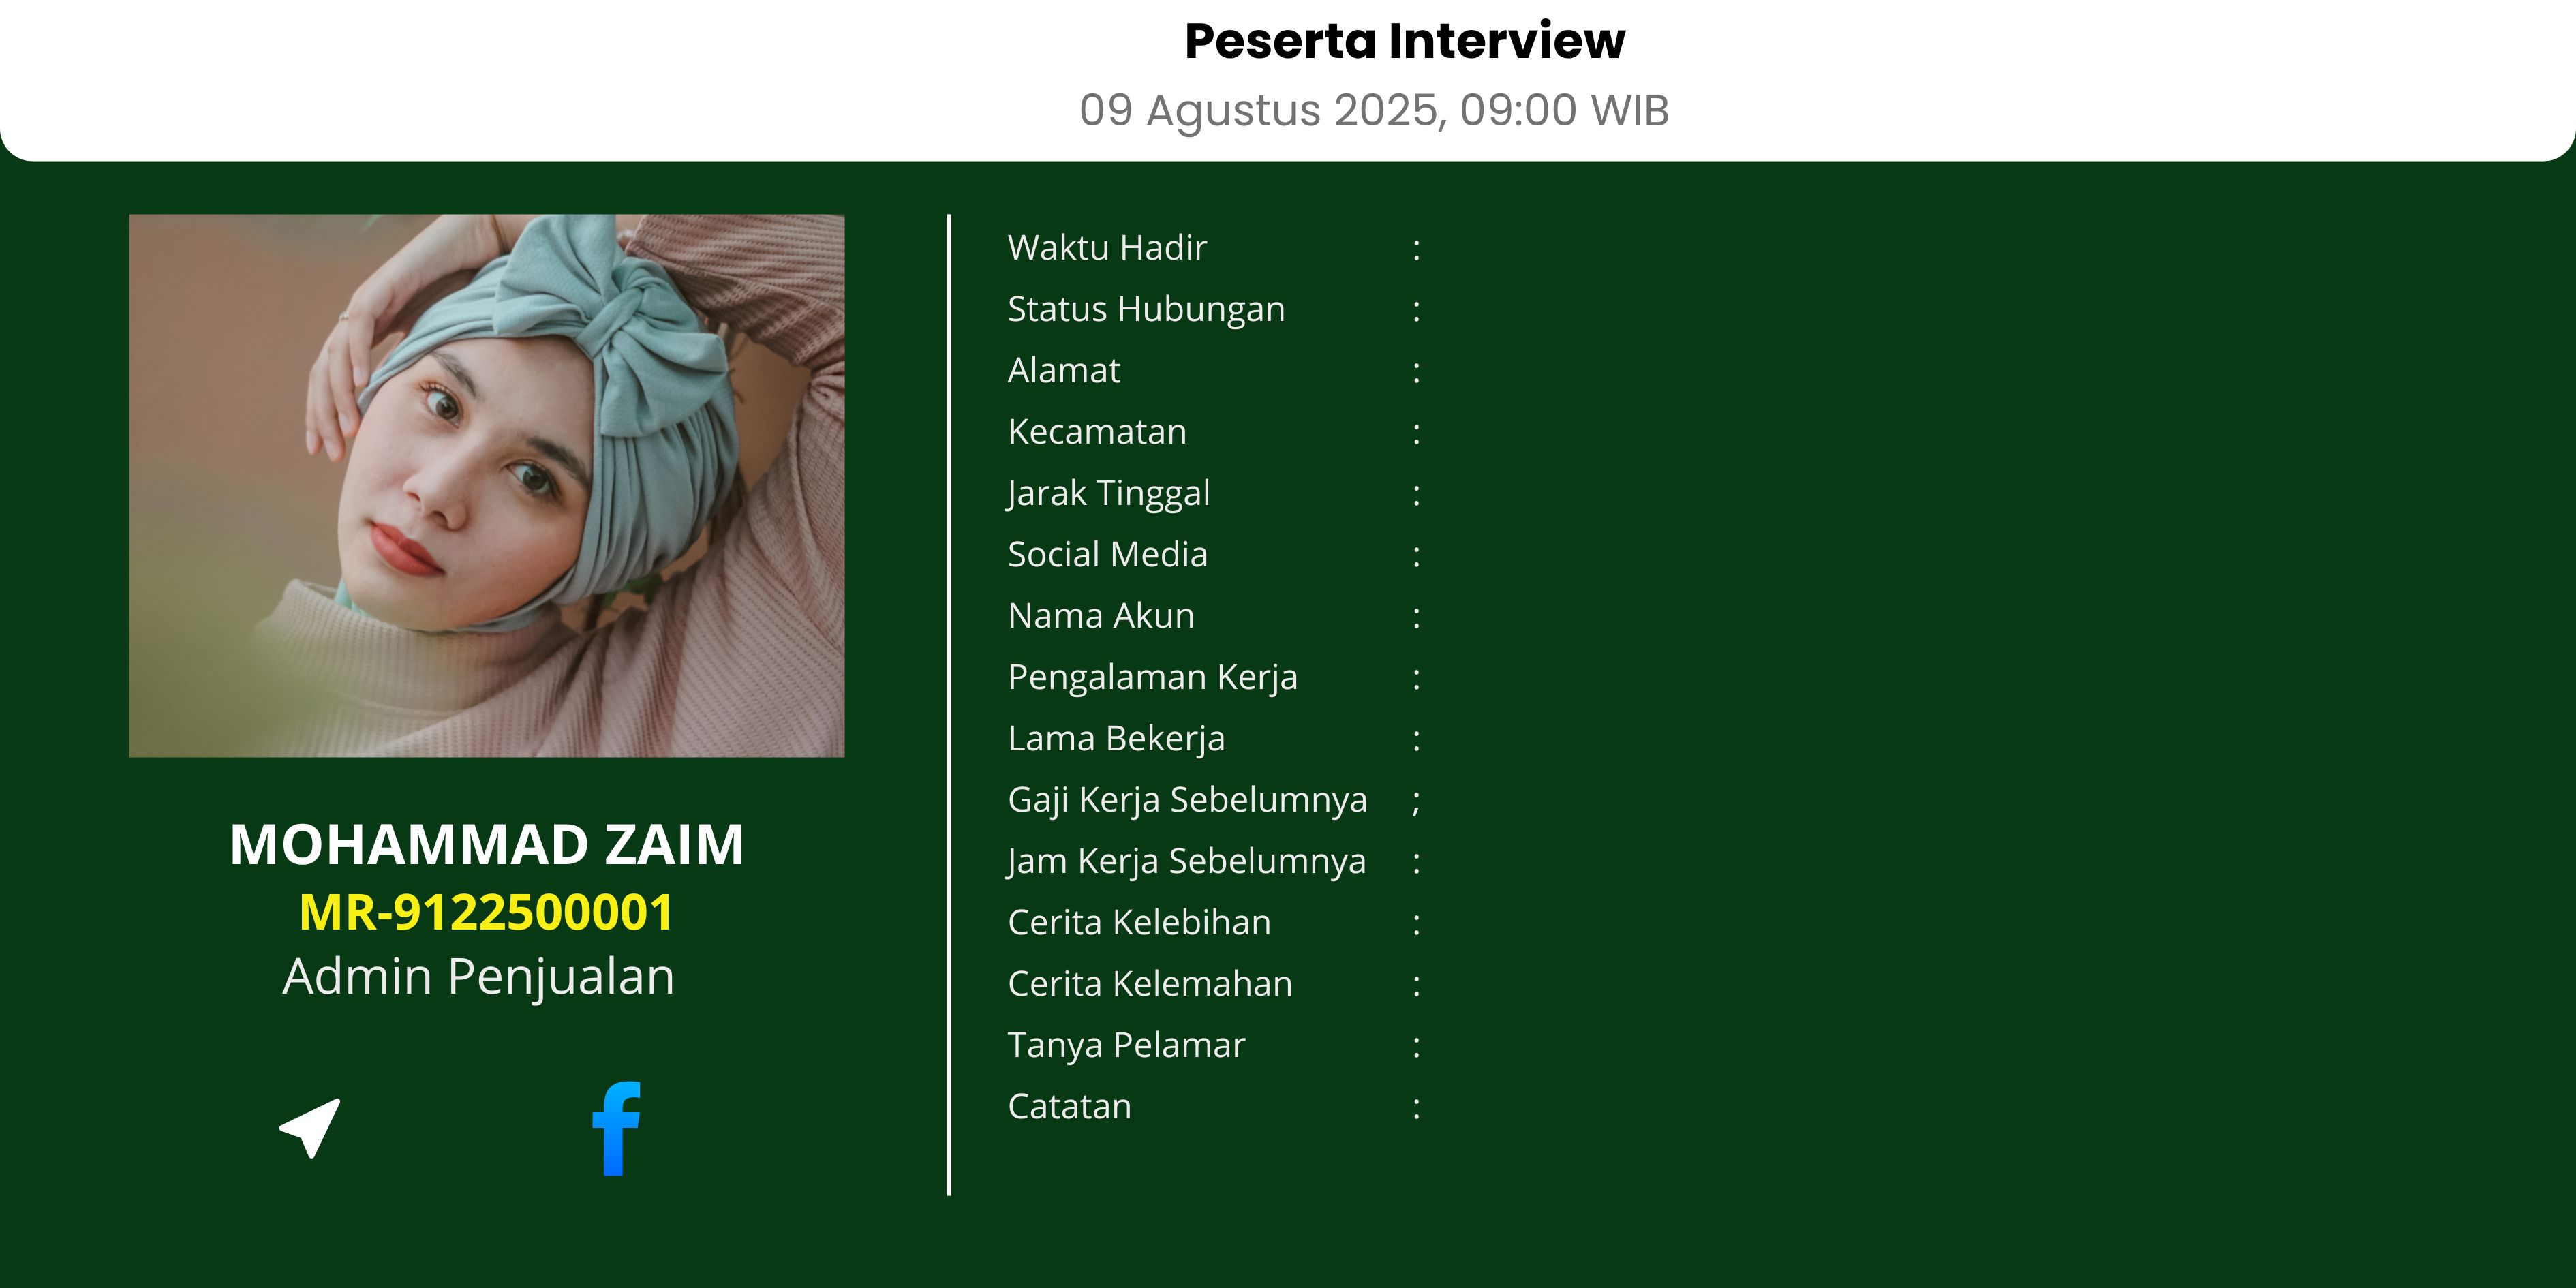 Peserta Interview
09 Agustus 2025, 09:00 WIB
MOHAMMAD ZAIM
MR-9122500001
Admin Penjualan
Waktu Hadir :
Status Hubungan :
Alamat :
Kecamatan :
Jarak Tinggal :
Social Media :
Nama Akun :
Pengalaman Kerja :
Lama Bekerja :
Gaji Kerja Sebelumnya ;
Jam Kerja Sebelumnya :
Cerita Kelebihan :
Cerita Kelemahan :
Tanya Pelamar :
Catatan :